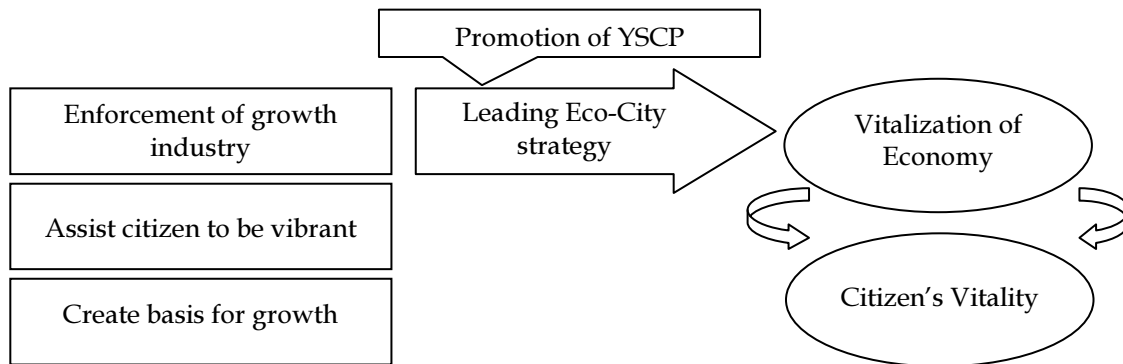 Promotion of YSCP
Enforcement of growth
industry
Leading Eco-City
strategy
Vitalization of
Economy
Assist citizen to be vibrant
Create basis for growth
Citizen’s Vitality